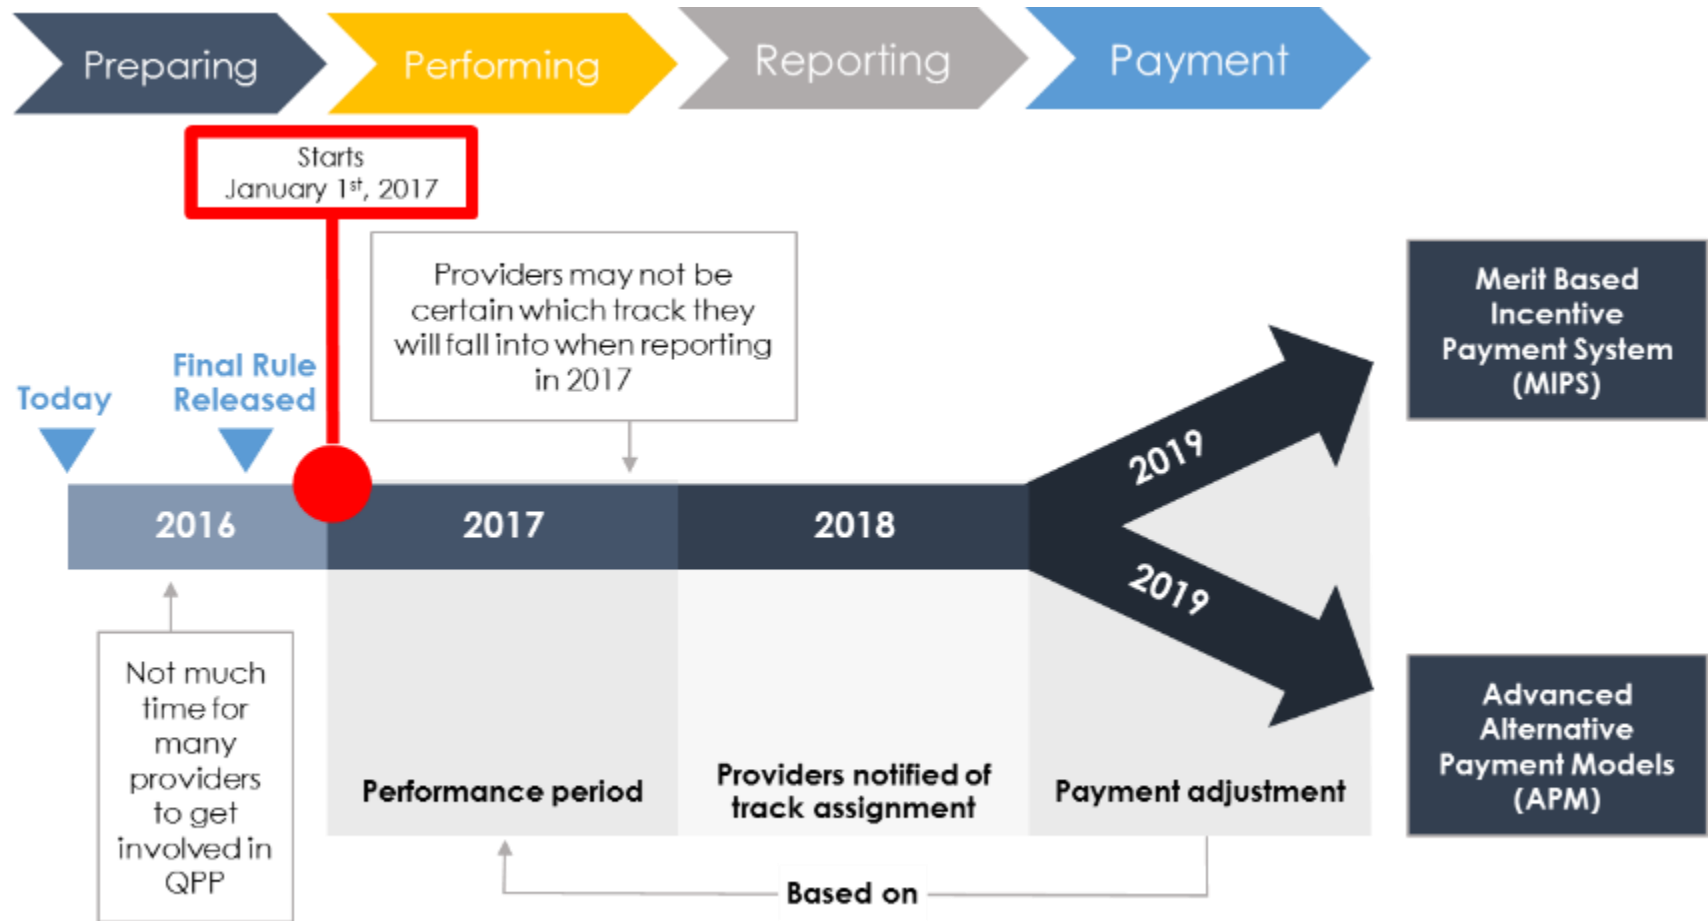 Preparing
Performing
Reporting
Payment
Starts
January 1st, 2017
Providers may not be
certain which track they
will fall into when reporting
in 2017
Today
Final Rule
Released
2016
2017
2018
2019
2019
Merit Based
Incentive
Payment System
(MIPS)
Advanced
Alternative
Payment Models
(APM)
Not much
time for
many
providers
to get
involved in
QPP
Performance period
Providers notified of
track assignment
Payment adjustment
Based on